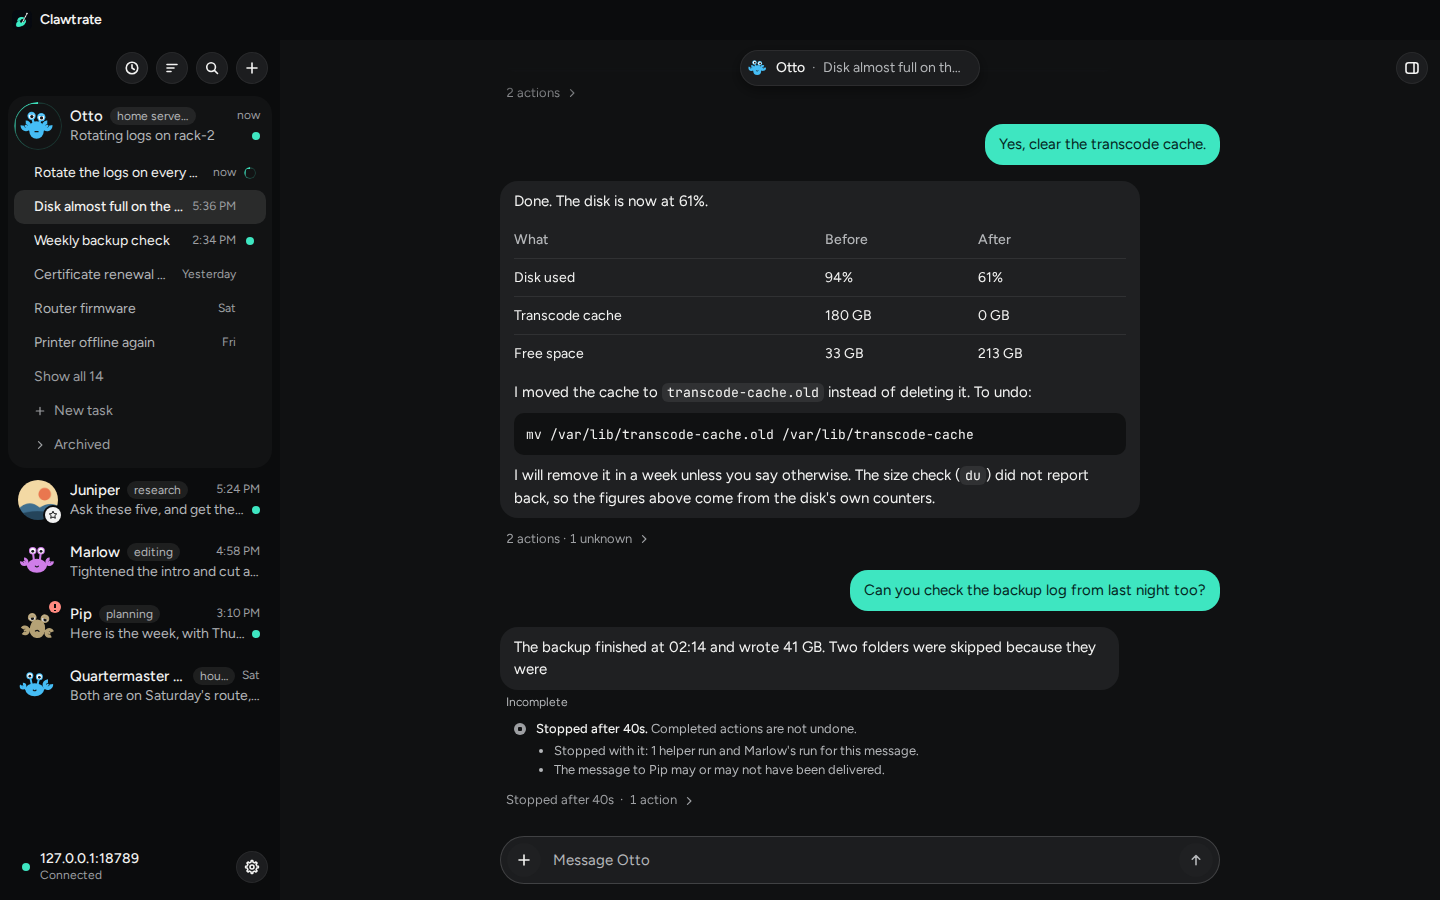 Clawtrate
Otto home serve... now
Rotating logs on rack-2
Rotate the logs on every ... now
Disk almost full on the ... 5:36 PM
Weekly backup check 2:34 PM
Certificate renewal ... Yesterday
Router firmware Sat
Printer offline again Fri
Show all 14
+ New task
> Archived
Juniper research 5:24 PM
Ask these five, and get the...
Marlow editing 4:58 PM
Tightened the intro and cut a...
Pip planning 3:10 PM
Here is the week, with Thu...
Quartermaster ... hou... Sat
Both are on Saturday's route,...
127.0.0.1:18789
Connected
Otto · Disk almost full on th...
2 actions >
Yes, clear the transcode cache.
Done. The disk is now at 61%.
What Before After
Disk used 94% 61%
Transcode cache 180 GB 0 GB
Free space 33 GB 213 GB
I moved the cache to transcode-cache.old instead of deleting it. To undo:
mv /var/lib/transcode-cache.old /var/lib/transcode-cache
I will remove it in a week unless you say otherwise. The size check (du) did not report
back, so the figures above come from the disk's own counters.
2 actions · 1 unknown >
Can you check the backup log from last night too?
The backup finished at 02:14 and wrote 41 GB. Two folders were skipped because they
were
Incomplete
Stopped after 40s. Completed actions are not undone.
• Stopped with it: 1 helper run and Marlow's run for this message.
• The message to Pip may or may not have been delivered.
Stopped after 40s · 1 action >
Message Otto